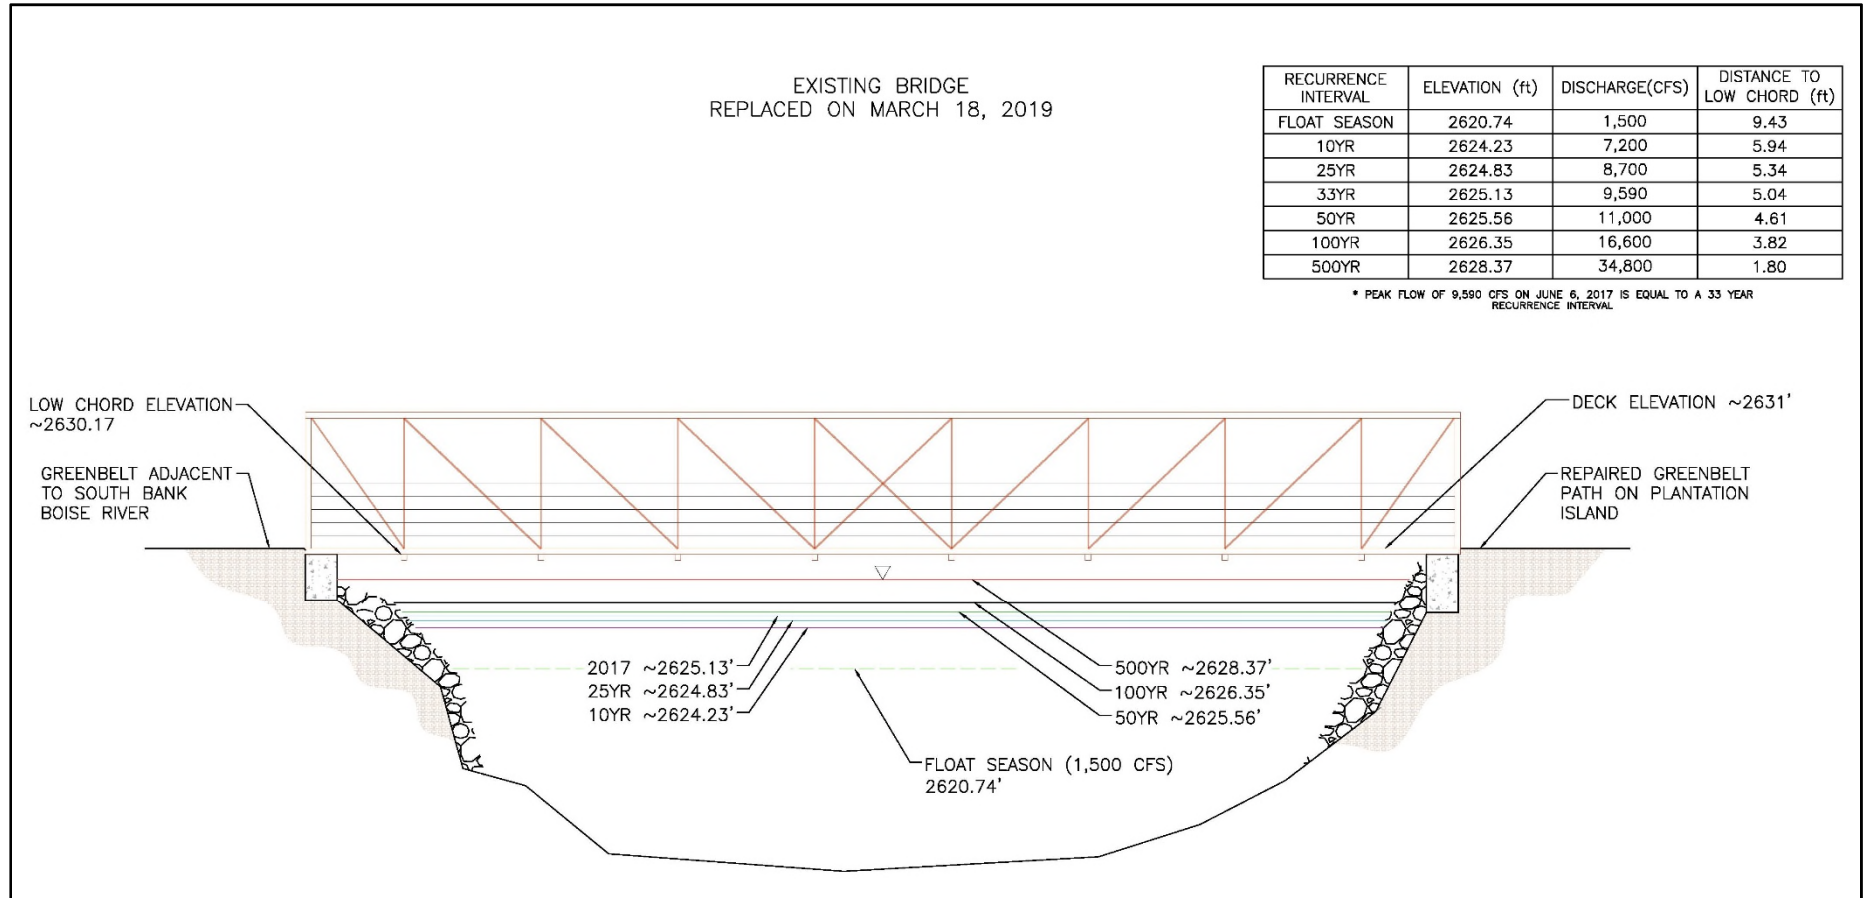 EXISTING BRIDGE
REPLACED ON MARCH 18, 2019
RECURRENCE INTERVAL ELEVATION (ft) DISCHARGE(CFS) DISTANCE TO LOW CHORD (ft)
FLOAT SEASON 2620.74 1,500 9.43
10YR 2624.23 7,200 5.94
25YR 2624.83 8,700 5.34
33YR 2625.13 9,590 5.04
50YR 2625.56 11,000 4.61
100YR 2626.35 16,600 3.82
500YR 2628.37 34,800 1.80
* PEAK FLOW OF 9,590 CFS ON JUNE 6, 2017 IS EQUAL TO A 33 YEAR
RECURRENCE INTERVAL
LOW CHORD ELEVATION
~2630.17
DECK ELEVATION ~2631'
GREENBELT ADJACENT
TO SOUTH BANK
BOISE RIVER
REPAIRED GREENBELT
PATH ON PLANTATION
ISLAND
2017 ~2625.13'
25YR ~2624.83'
10YR ~2624.23'
500YR ~2628.37'
100YR ~2626.35'
50YR ~2625.56'
FLOAT SEASON (1,500 CFS)
2620.74'